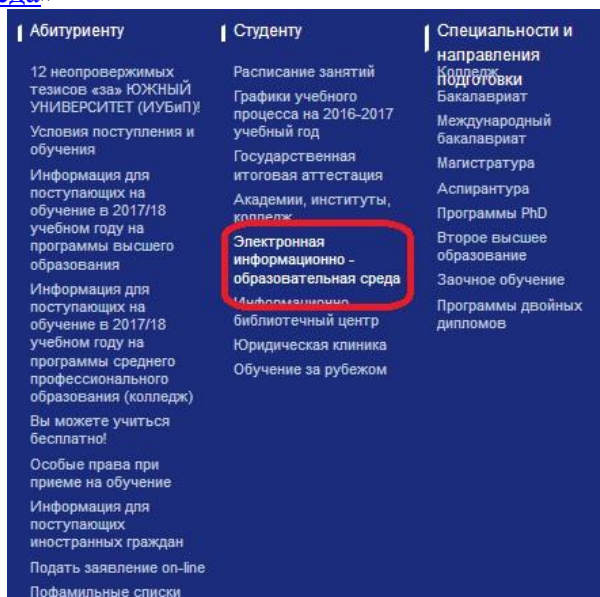 Абитуриенту
12 неопровержимых
тезисов «за» ЮЖНЫЙ
УНИВЕРСИТЕТ (ИУБиП)!
Условия поступления и
обучения
Информация для
поступающих на
обучение в 2017/18
учебном году на
программы высшего
образования
Информация для
поступающих на
обучение в 2017/18
учебном году на
программы среднего
профессионального
образования (колледж)
Вы можете учиться
бесплатно!
Особые права при
приеме на обучение
Информация для
поступающих
иностранных граждан
Подать заявление on-line
Пофамильные списки
Студенту
Расписание занятий
Графики учебного
процесса на 2016-2017
учебный год
Государственная
итоговая аттестация
Академии, институты,
колледж
Электронная
информационно -
образовательная среда
Информационно
библиотечный центр
Юридическая клиника
Обучение за рубежом
Специальности и
направления
подготовки
Колледж
Бакалавриат
Международный
бакалавриат
Магистратура
Аспирантура
Программы PhD
Второе высшее
образование
Заочное обучение
Программы двойных
дипломов